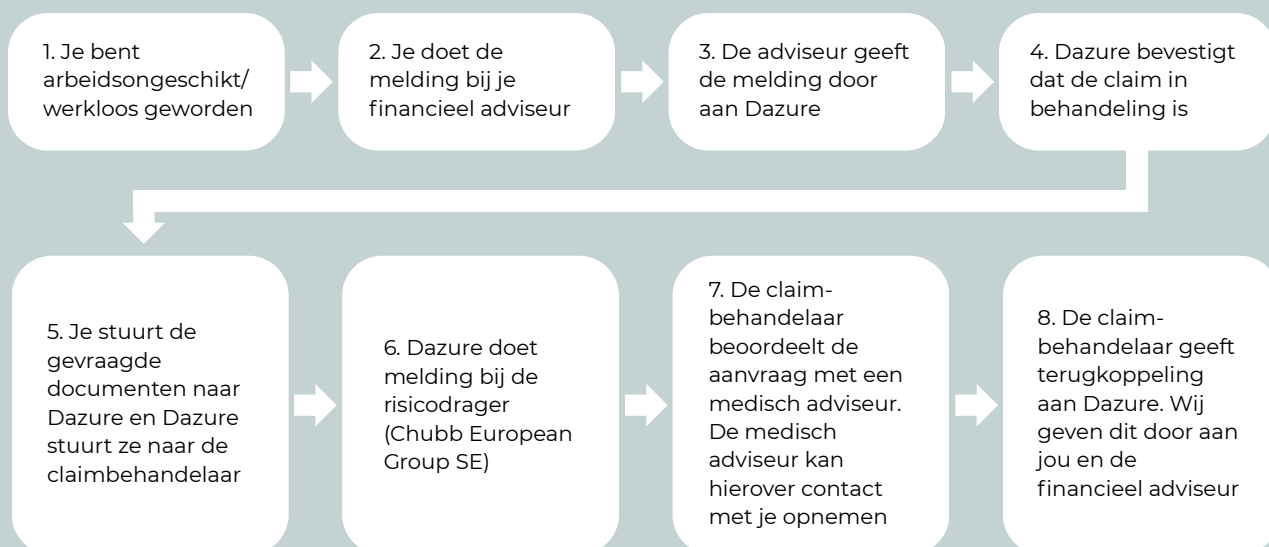 1. Je bent
arbeidsongeschikt/
werkloos geworden
2. Je doet de
melding bij je
financieel adviseur
3. De adviseur geeft
de melding door
aan Dazure
4. Dazure bevestigt
dat de claim in
behandeling is
5. Je stuurt de
gevraagde
documenten naar
Dazure en Dazure
stuurt ze naar de
claimbehandelaar
6. Dazure doet
melding bij de
risicodrager
(Chubb European
Group SE)
7. De claim-
behandelaar
beoordeelt de
aanvraag met een
medisch adviseur.
De medisch
adviseur kan
hierover contact
met je opnemen
8. De claim-
behandelaar geeft
terugkoppeling
aan Dazure. Wij
geven dit door aan
jou en de
financieel adviseur